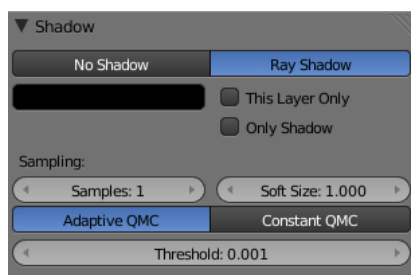 Shadow
No Shadow Ray Shadow
This Layer Only
Only Shadow
Sampling:
Samples: 1 Soft Size: 1.000
Adaptive QMC Constant QMC
Threshold: 0.001